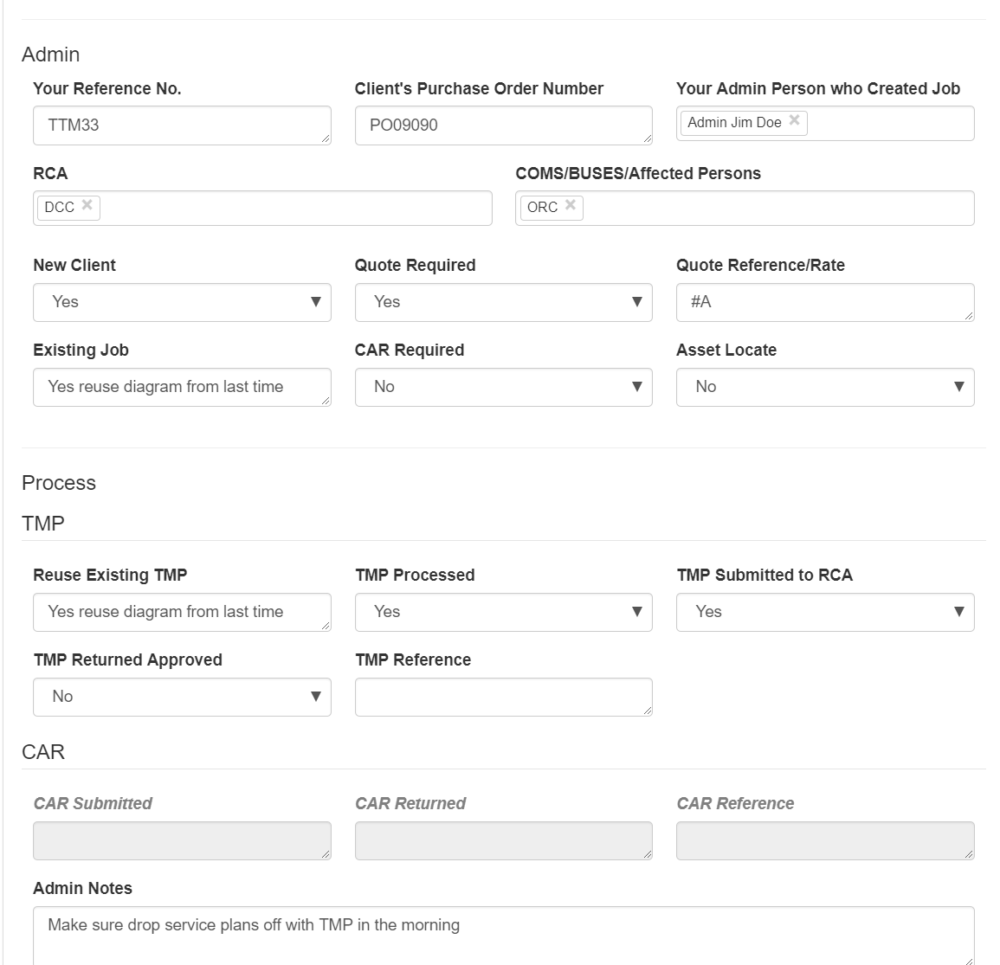 Admin
Your Reference No.
Client's Purchase Order Number
Your Admin Person who Created Job
TTM33
PO09090
Admin Jim Doe
RCA
COMS/BUSES/Affected Persons
DCC
ORC
New Client
Quote Required
Quote Reference/Rate
Yes
Yes
#A
Existing Job
CAR Required
Asset Locate
Yes reuse diagram from last time
No
No
Process
TMP
Reuse Existing TMP
TMP Processed
TMP Submitted to RCA
Yes reuse diagram from last time
Yes
Yes
TMP Returned Approved
TMP Reference
No
CAR
CAR Submitted
CAR Returned
CAR Reference
Admin Notes
Make sure drop service plans off with TMP in the morning